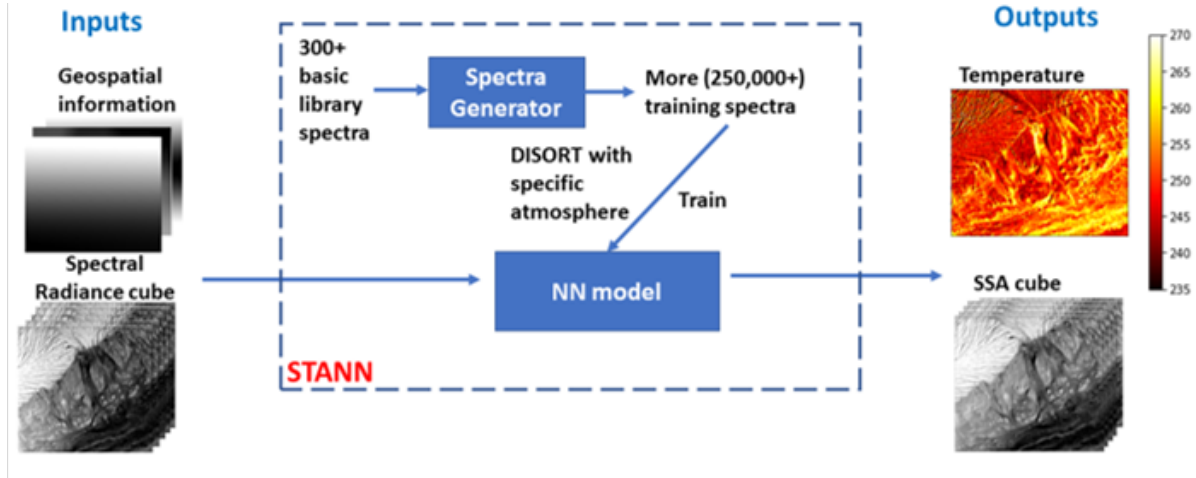 Inputs
Geospatial
information
Spectral
Radiance cube
300+
basic
library
spectra
Spectra
Generator
More (250,000+)
training spectra
DISORT with
specific
atmosphere
Train
NN model
STANN
Outputs
Temperature
SSA cube
270
265
260
255
250
245
240
235